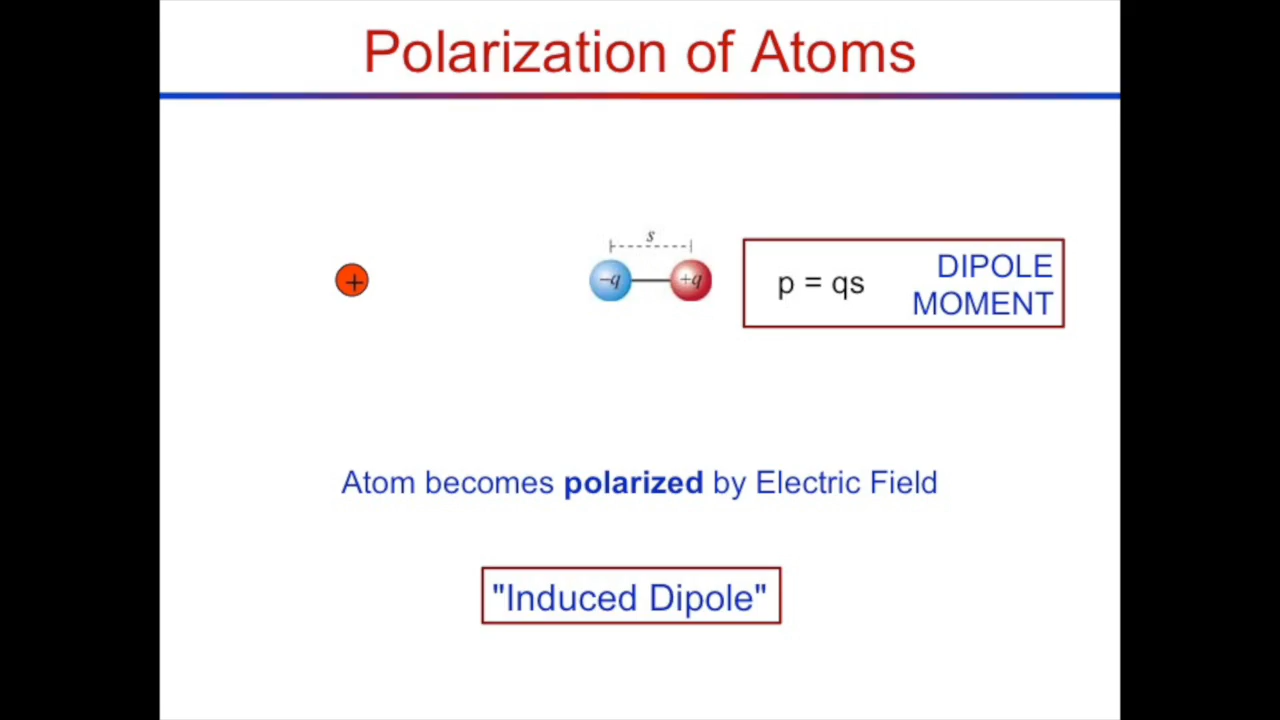 Polarization of Atoms
s
+
−q
+q
p = qs
DIPOLE
MOMENT
Atom becomes polarized by Electric Field
"Induced Dipole"